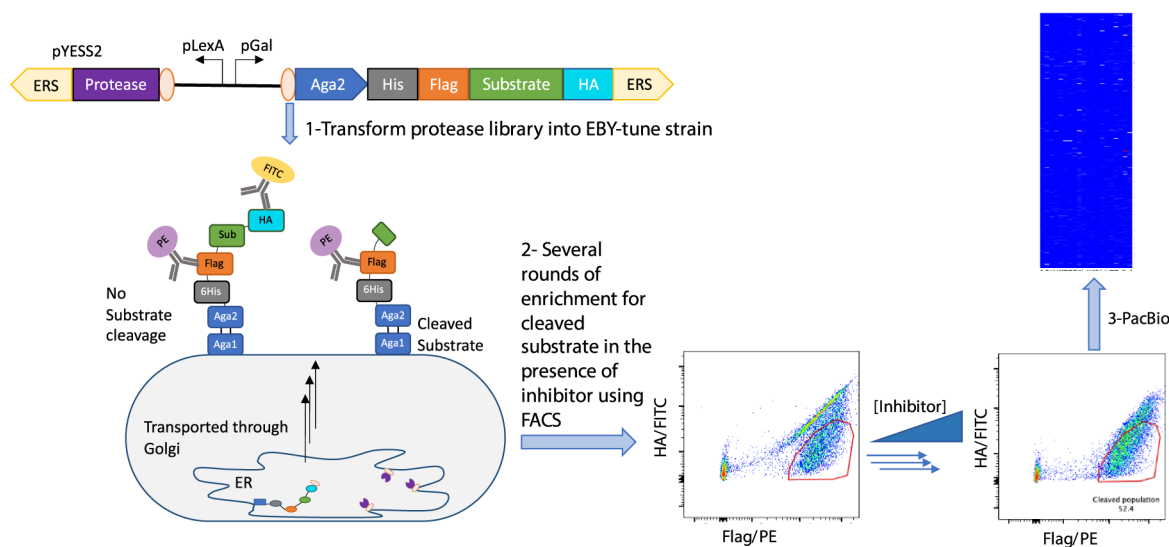 pYESS2
pLexA
pGal
ERS
Protease
Aga2
His
Flag
Substrate
HA
ERS
1-Transform protease library into EBY-tune strain
FITC
HA
Sub
PE
Flag
6His
Aga2
Aga1
No
Substrate
cleavage
PE
Flag
6His
Aga2
Aga1
Cleaved
Substrate
Transported through
Golgi
ER
2- Several
rounds of
enrichment for
cleaved
substrate in the
presence of
inhibitor using
FACS
HA/FITC
Flag/PE
[Inhibitor]
HA/FITC
Cleaved population
52.4
Flag/PE
3-PacBio